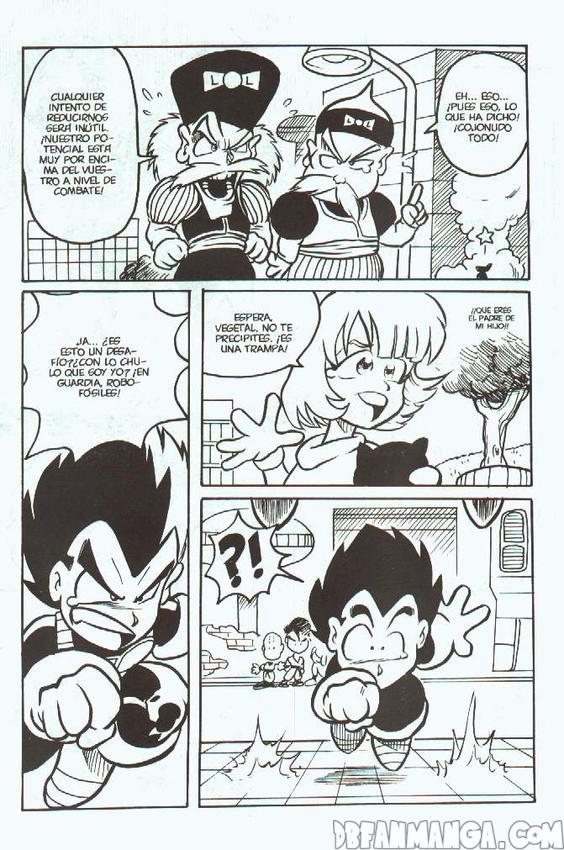 CUALQUIER
INTENTO DE
REDUCIRNOS
SERÁ INÚTIL.
¡NUESTRO PO-
TENCIAL ESTÁ
MUY POR ENCI-
MA DEL VUES-
TRO A NIVEL DE
COMBATE!
LOL
EH... ESO...
¡PUES ESO, LO
QUE HA DICHO!
¡COJONUDO
TODO!
JA... ¿ES
ESTO UN DESA-
FÍO?¿CON LO CHU-
LO QUE SOY YO? ¡EN
GUARDIA, ROBO-
FÓSILES!
ESPERA,
VEGETAL, NO TE
PRECIPITES. ¡ES
UNA TRAMPA!
¡¡QUE ERES
EL PADRE DE
MI HIJO!!
?!
DBFANMANGA.COM